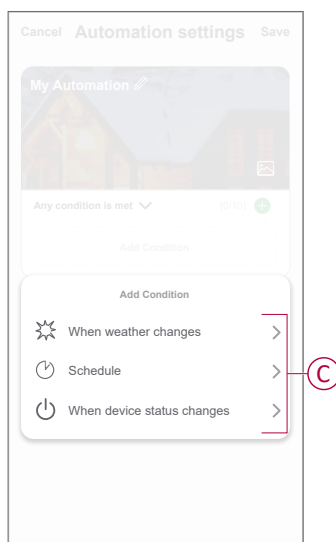 Cancel Automation settings Save
My Automation
Any condition is met (0/10)
Add Condition
Add Condition
When weather changes
Schedule
When device status changes
C